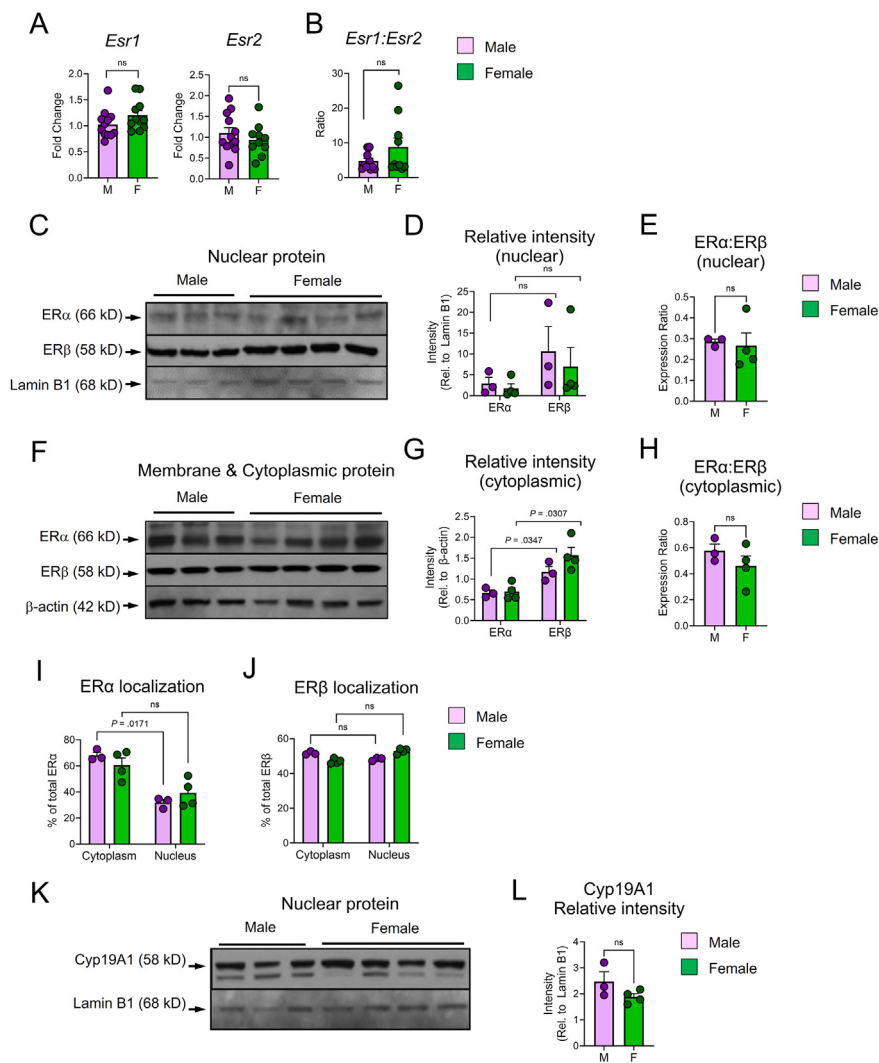 A
Esr1
Esr2
B
Esr1:Esr2
Male
Female
Fold Change
2.0
1.5
1.0
0.5
0.0
ns
M
F
Fold Change
2.5
2.0
1.5
1.0
0.5
0.0
ns
M
F
Ratio
40
30
20
10
0
ns
M
F
C
Nuclear protein
Male
Female
ERα (66 kD)
ERβ (58 kD)
Lamin B1 (68 kD)
D
Relative intensity
(nuclear)
Intensity
(Rel. to Lamin B1)
25
20
15
10
5
0
ns
ns
ERα
ERβ
E
ERα:ERβ
(nuclear)
Expression Ratio
0.5
0.4
0.3
0.2
0.1
0.0
ns
M
F
Male
Female
F
Membrane & Cytoplasmic protein
Male
Female
ERα (66 kD)
ERβ (58 kD)
β-actin (42 kD)
G
Relative intensity
(cytoplasmic)
Intensity
(Rel. to β-actin)
2.5
2.0
1.5
1.0
0.5
0.0
P = .0307
P = .0347
ERα
ERβ
H
ERα:ERβ
(cytoplasmic)
Expression Ratio
0.8
0.6
0.4
0.2
0.0
ns
M
F
Male
Female
I
ERα localization
% of total ERα
100
80
60
40
20
0
P = .0171
ns
Cytoplasm
Nucleus
J
ERβ localization
% of total ERβ
80
60
40
20
0
ns
ns
Cytoplasm
Nucleus
Male
Female
K
Nuclear protein
Male
Female
Cyp19A1 (58 kD)
Lamin B1 (68 kD)
L
Cyp19A1
Relative intensity
Intensity
(Rel. to Lamin B1)
4
3
2
1
0
ns
M
F
Male
Female